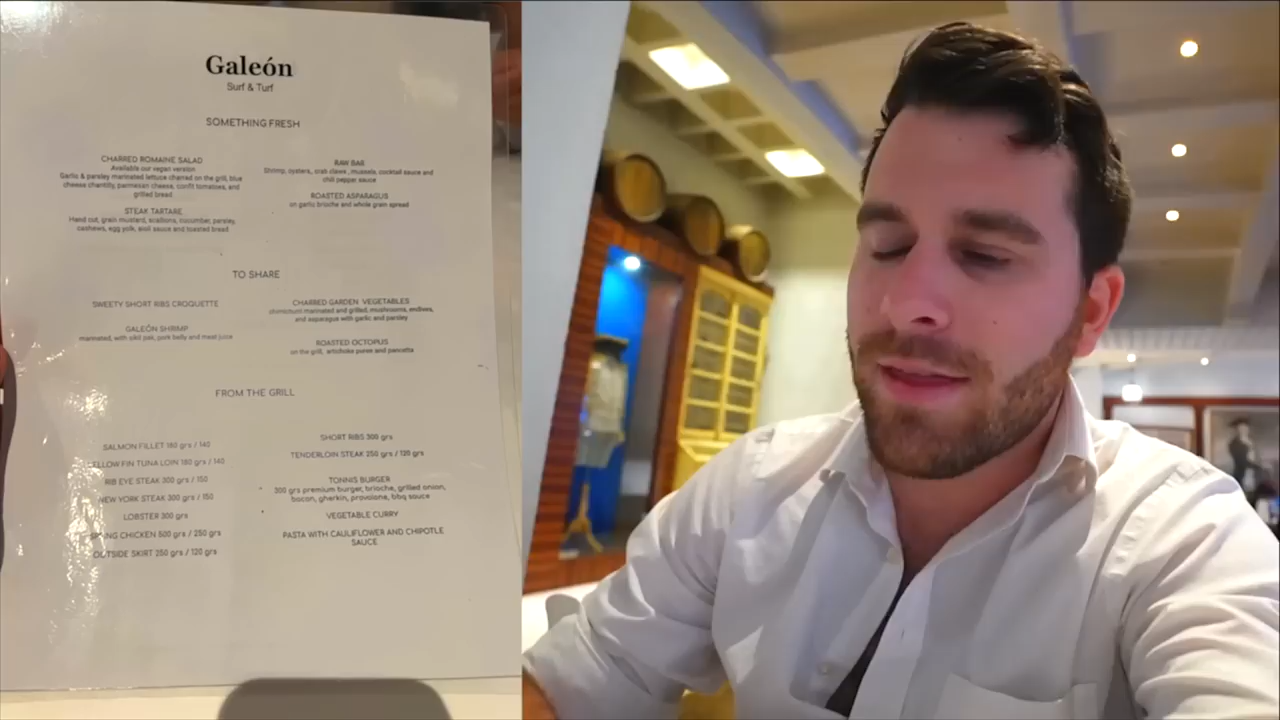 Galeón
Surf & Turf
SOMETHING FRESH
CHARRED ROMAINE SALAD
Available our vegan version
Garlic & parsley marinated lettuce charred on the grill, blue
cheese chantilly, parmesan cheese, confit tomatoes, and
grilled bread
STEAK TARTARE
Hand cut, grain mustard, scallions, cucumber, parsley,
cashews, egg yolk, aioli sauce and toasted bread
RAW BAR
Shrimp, oysters, crab claws, mussels, cocktail sauce and
chili pepper sauce
ROASTED ASPARAGUS
on garlic brioche and whole grain spread
TO SHARE
SWEETY SHORT RIBS CROQUETTE
GALEÓN SHRIMP
marinated, with sikil pak, pork belly and meat juice
CHARRED GARDEN VEGETABLES
marinated and grilled, mushrooms, endives,
and asparagus with garlic and parsley
ROASTED OCTOPUS
on the grill, artichoke puree and pancetta
FROM THE GRILL
SALMON FILLET 180 grs / 140
YELLOW FIN TUNA LOIN 180 grs / 140
RIB EYE STEAK 300 grs / 150
NEW YORK STEAK 300 grs / 150
LOBSTER 300 grs
SPRING CHICKEN 500 grs / 250 grs
OUTSIDE SKIRT 250 grs / 120 grs
SHORT RIBS 300 grs
TENDERLOIN STEAK 250 grs / 120 grs
TONNIS BURGER
300 grs premium burger, brioche, grilled onion,
bacon, gherkin, provolone, bbq sauce
VEGETABLE CURRY
PASTA WITH CAULIFLOWER AND CHIPOTLE
SAUCE